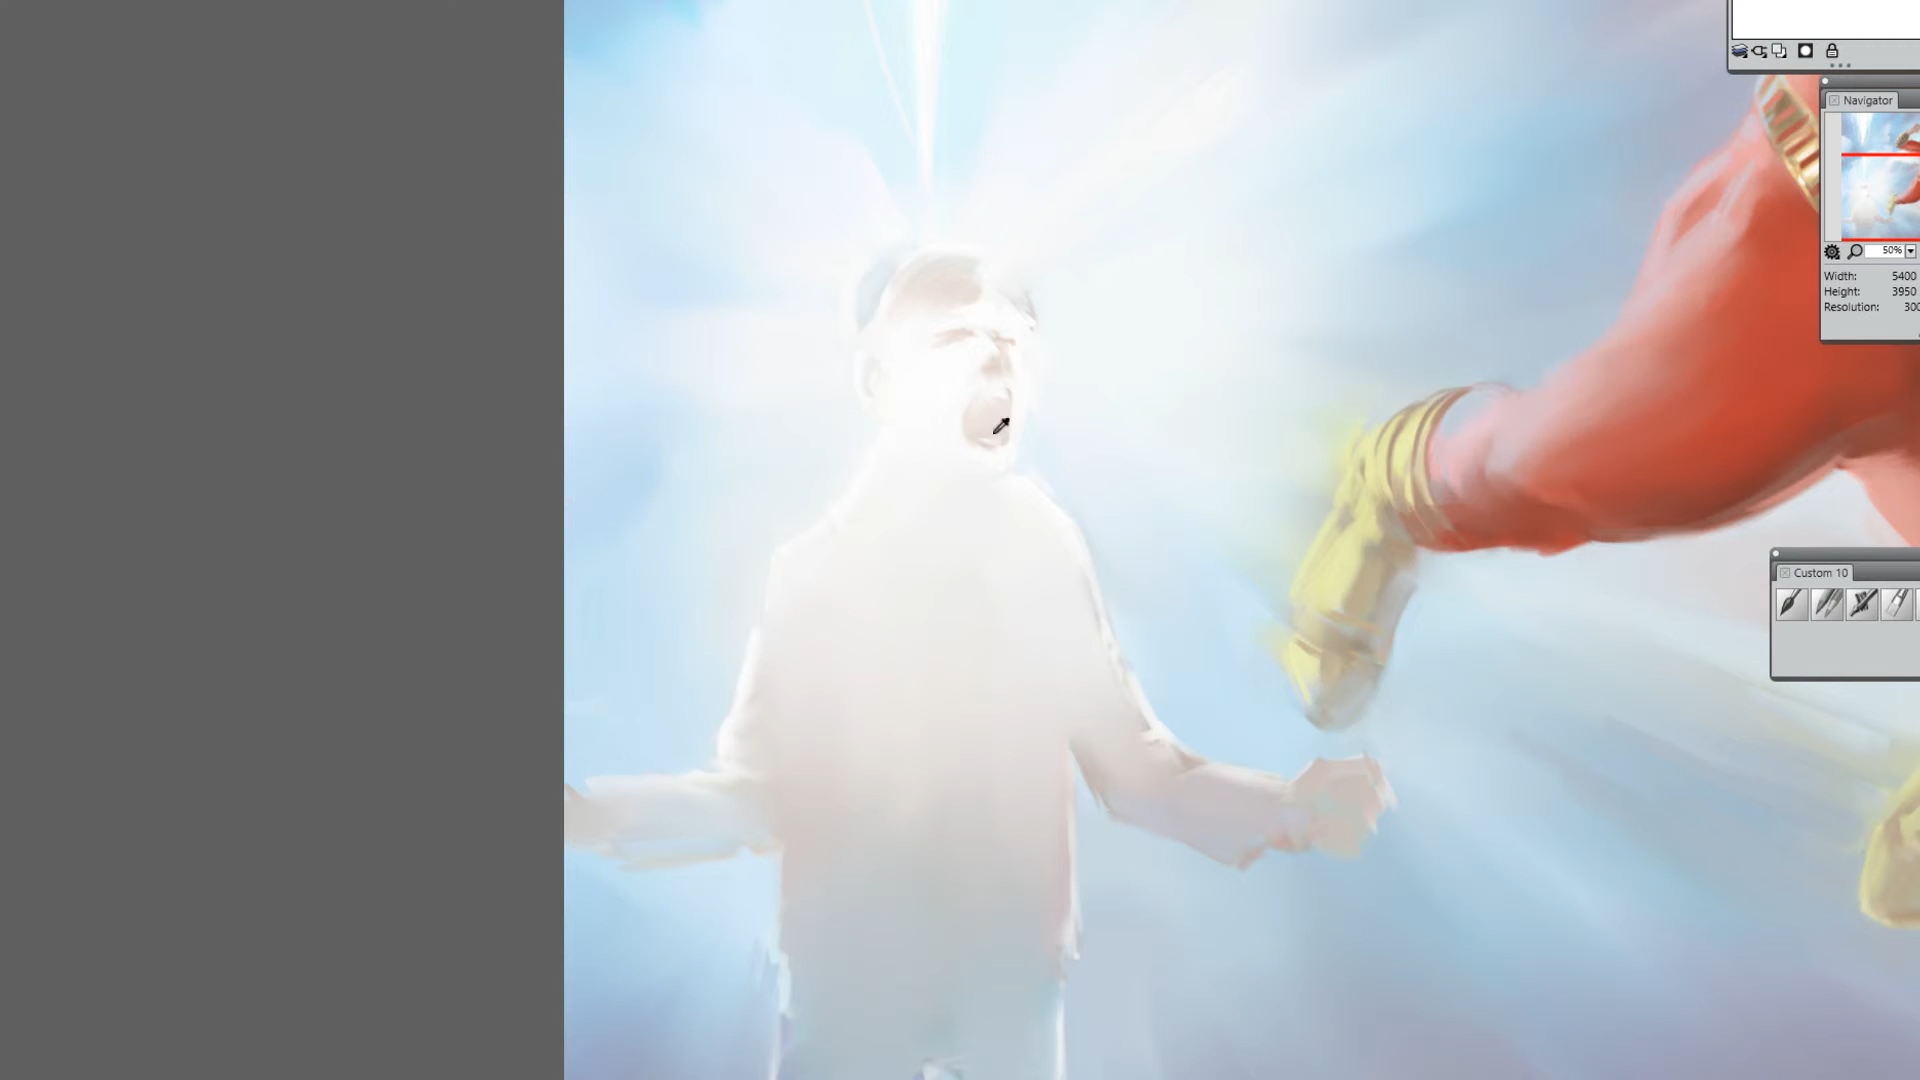 Navigator
50%
Width: 5400
Height: 3950
Resolution: 300
Custom 10